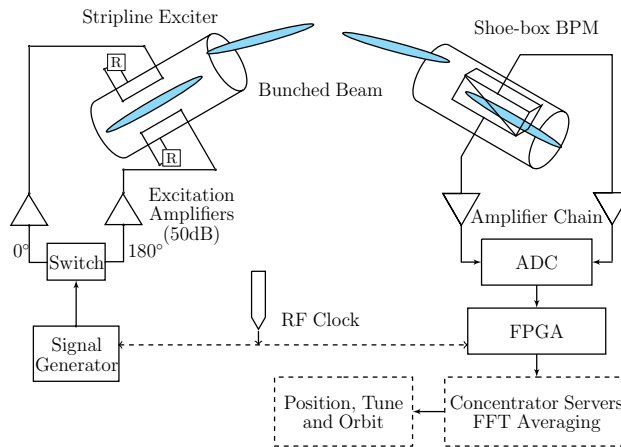 Stripline Exciter
Shoe-box BPM
R
Bunched Beam
R
Excitation
Amplifiers
(50dB)
Amplifier Chain
0°
180°
Switch
ADC
RF Clock
FPGA
Signal
Generator
Position, Tune
and Orbit
Concentrator Servers
FFT Averaging